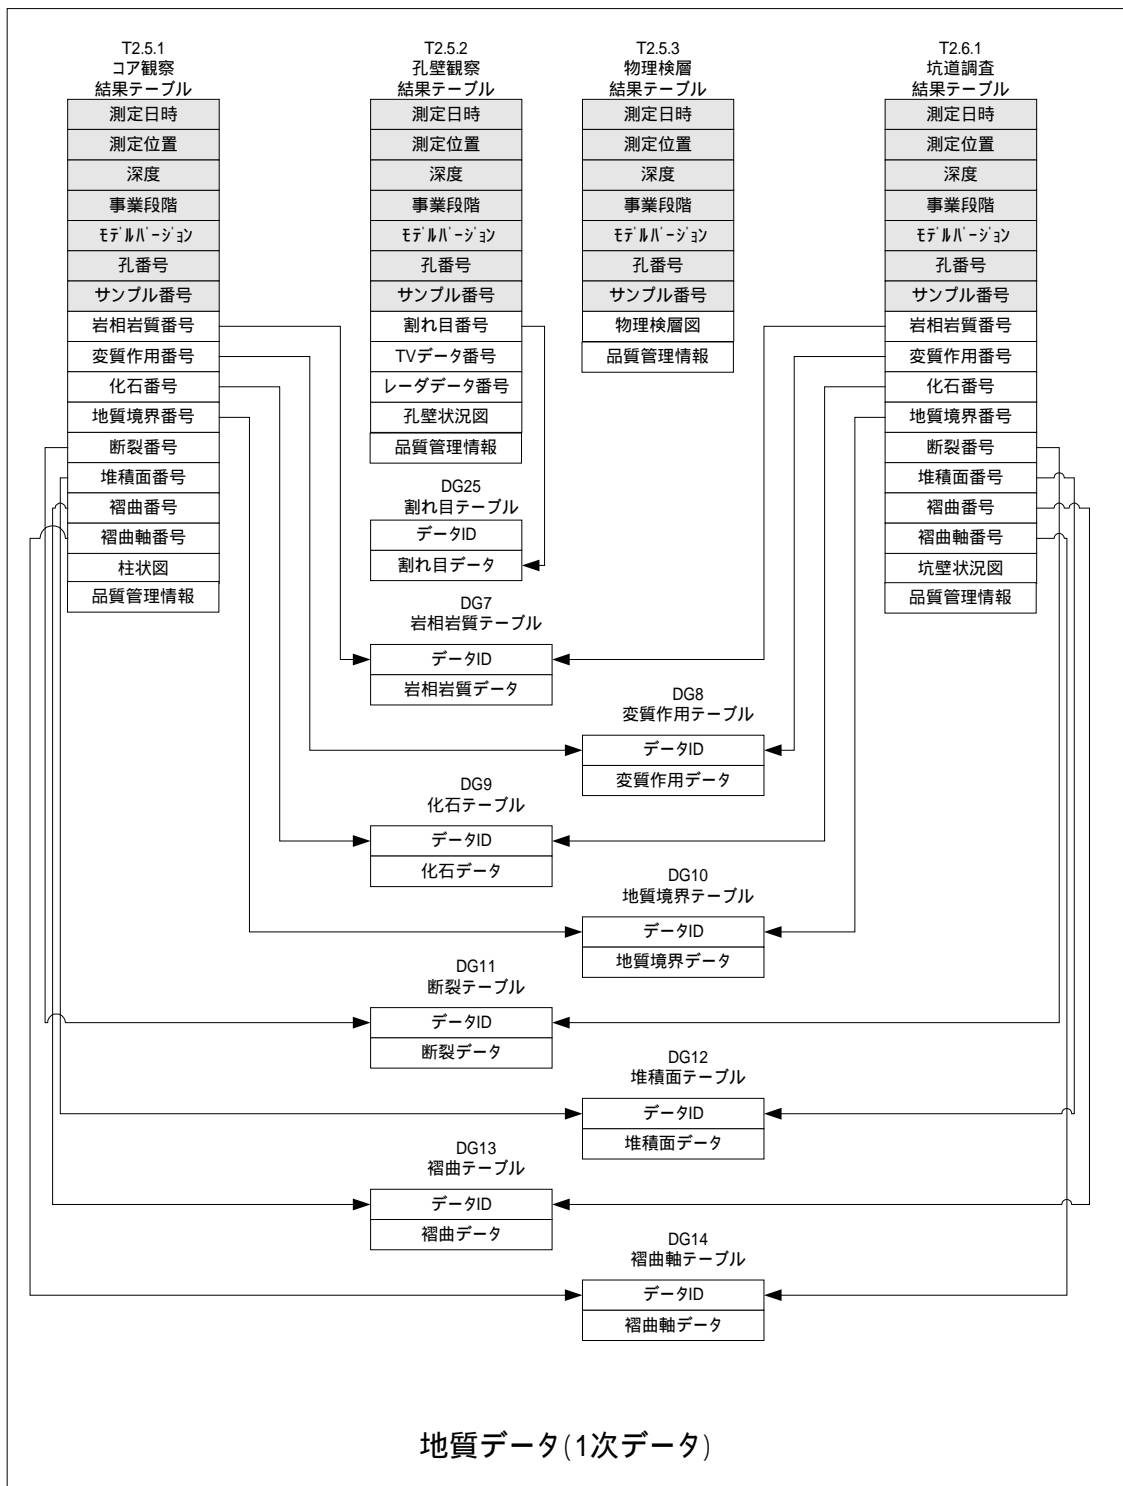 T2.5.1
コア観察
結果テーブル
測定日時
測定位置
深度
事業段階
ﾓﾃﾞﾙﾊﾞｰｼﾞｮﾝ
孔番号
サンプル番号
岩相岩質番号
変質作用番号
化石番号
地質境界番号
断裂番号
堆積面番号
褶曲番号
褶曲軸番号
柱状図
品質管理情報
T2.5.2
孔壁観察
結果テーブル
測定日時
測定位置
深度
事業段階
ﾓﾃﾞﾙﾊﾞｰｼﾞｮﾝ
孔番号
サンプル番号
割れ目番号
TVデータ番号
レーダデータ番号
孔壁状況図
品質管理情報
T2.5.3
物理検層
結果テーブル
測定日時
測定位置
深度
事業段階
ﾓﾃﾞﾙﾊﾞｰｼﾞｮﾝ
孔番号
サンプル番号
物理検層図
品質管理情報
T2.6.1
坑道調査
結果テーブル
測定日時
測定位置
深度
事業段階
ﾓﾃﾞﾙﾊﾞｰｼﾞｮﾝ
孔番号
サンプル番号
岩相岩質番号
変質作用番号
化石番号
地質境界番号
断裂番号
堆積面番号
褶曲番号
褶曲軸番号
坑壁状況図
品質管理情報
DG25
割れ目テーブル
データID
割れ目データ
DG7
岩相岩質テーブル
データID
岩相岩質データ
DG8
変質作用テーブル
データID
変質作用データ
DG9
化石テーブル
データID
化石データ
DG10
地質境界テーブル
データID
地質境界データ
DG11
断裂テーブル
データID
断裂データ
DG12
堆積面テーブル
データID
堆積面データ
DG13
褶曲テーブル
データID
褶曲データ
DG14
褶曲軸テーブル
データID
褶曲軸データ
地質データ(1次データ)